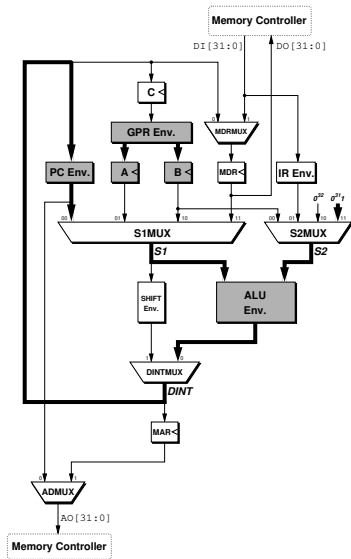 Memory Controller
DI[31:0]
DO[31:0]
C <
GPR Env.
0
1
MDRMUX
PC Env.
A <
B <
MDR<
IR Env.
0³²
0³¹1
00
01
10
11
00
01
10
11
S1MUX
S2MUX
S1
S2
SHIFT
Env.
ALU
Env.
1
0
DINTMUX
DINT
MAR<
0
1
ADMUX
AO[31:0]
Memory Controller